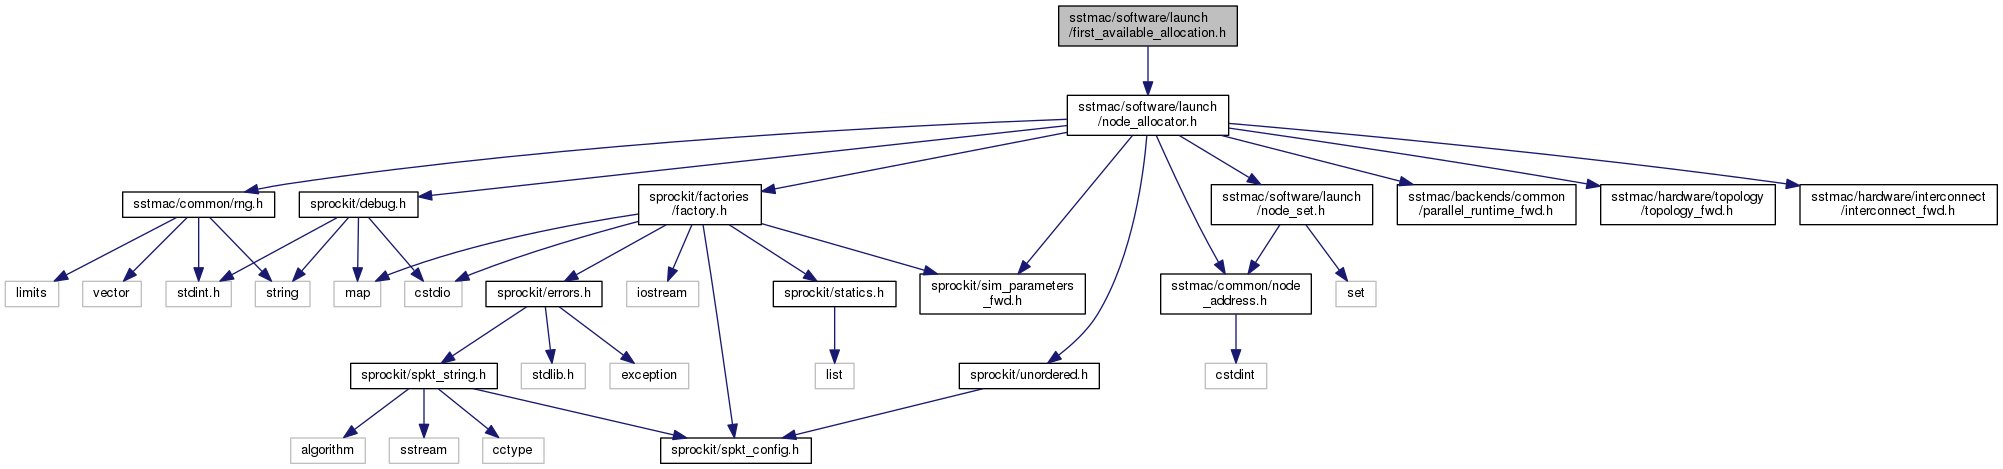 sstmac/software/launch
/first_available_allocation.h
sstmac/software/launch
/node_allocator.h
sstmac/common/rng.h
sprockit/debug.h
sprockit/factories
/factory.h
sstmac/software/launch
/node_set.h
sstmac/backends/common
/parallel_runtime_fwd.h
sstmac/hardware/topology
/topology_fwd.h
sstmac/hardware/interconnect
/interconnect_fwd.h
limits
vector
stdint.h
string
map
cstdio
sprockit/errors.h
iostream
sprockit/statics.h
sprockit/sim_parameters
_fwd.h
sstmac/common/node
_address.h
set
sprockit/spkt_string.h
stdlib.h
exception
list
sprockit/unordered.h
cstdint
algorithm
sstream
cctype
sprockit/spkt_config.h